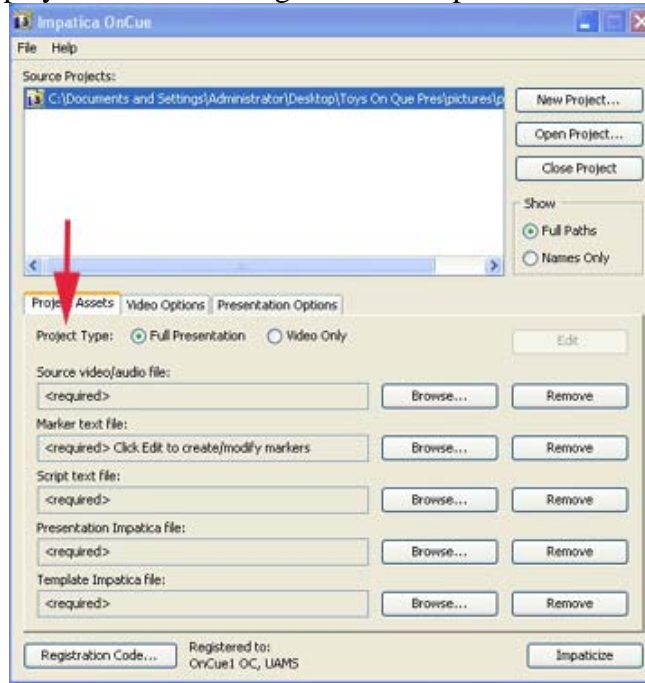 Impatica OnCue
File Help
Source Projects:
C:\Documents and Settings\Administrator\Desktop\Toys On Que Pres\pictures\p
New Project...
Open Project...
Close Project
Show
Full Paths
Names Only
Project Assets Video Options Presentation Options
Project Type: Full Presentation Video Only
Edit
Source video/audio file:
<required> Browse... Remove
Marker text file:
<required> Click Edit to create/modify markers Browse... Remove
Script text file:
<required> Browse... Remove
Presentation Impatica file:
<required> Browse... Remove
Template Impatica file:
<required> Browse... Remove
Registration Code... Registered to:
OnCue1 OC, UAMS
Impaticize